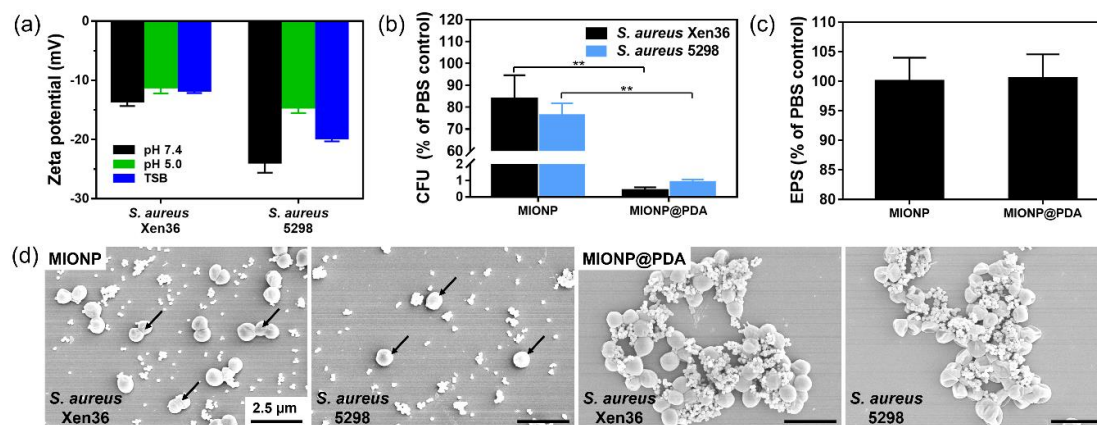 (a)
Zeta potential (mV)
0
-10
-20
-30
pH 7.4
pH 5.0
TSB
S. aureus
Xen36
S. aureus
5298
(b)
CFU (% of PBS control)
120
110
100
90
80
70
60
2
1
0
S. aureus Xen36
S. aureus 5298
**
**
MIONP
MIONP@PDA
(c)
EPS (% of PBS control)
110
105
100
95
90
85
80
MIONP
MIONP@PDA
(d)
MIONP
S. aureus
Xen36
2.5 μm
S. aureus
5298
MIONP@PDA
S. aureus
Xen36
S. aureus
5298